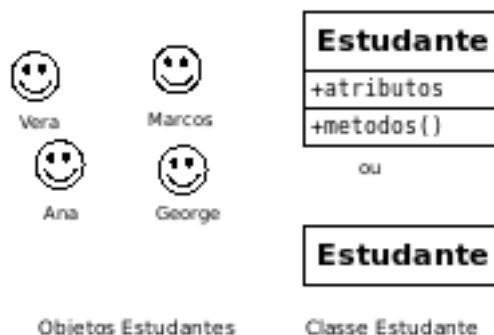 Vera
Marcos
Ana
George
Objetos Estudantes
Estudante
+atributos
+metodos()
ou
Estudante
Classe Estudante